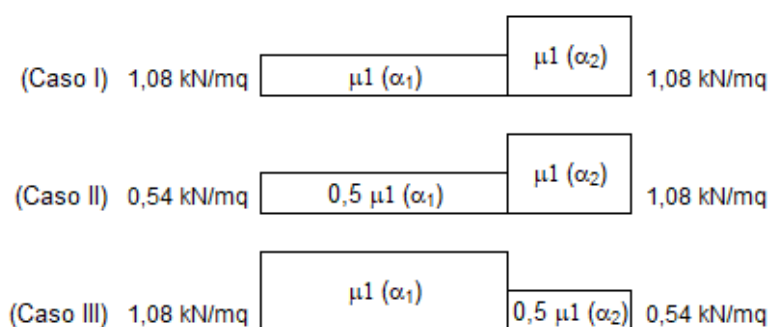 (Caso I) 1,08 kN/mq μ1 (α₁) μ1 (α₂) 1,08 kN/mq
(Caso II) 0,54 kN/mq 0,5 μ1 (α₁) μ1 (α₂) 1,08 kN/mq
(Caso III) 1,08 kN/mq μ1 (α₁) 0,5 μ1 (α₂) 0,54 kN/mq